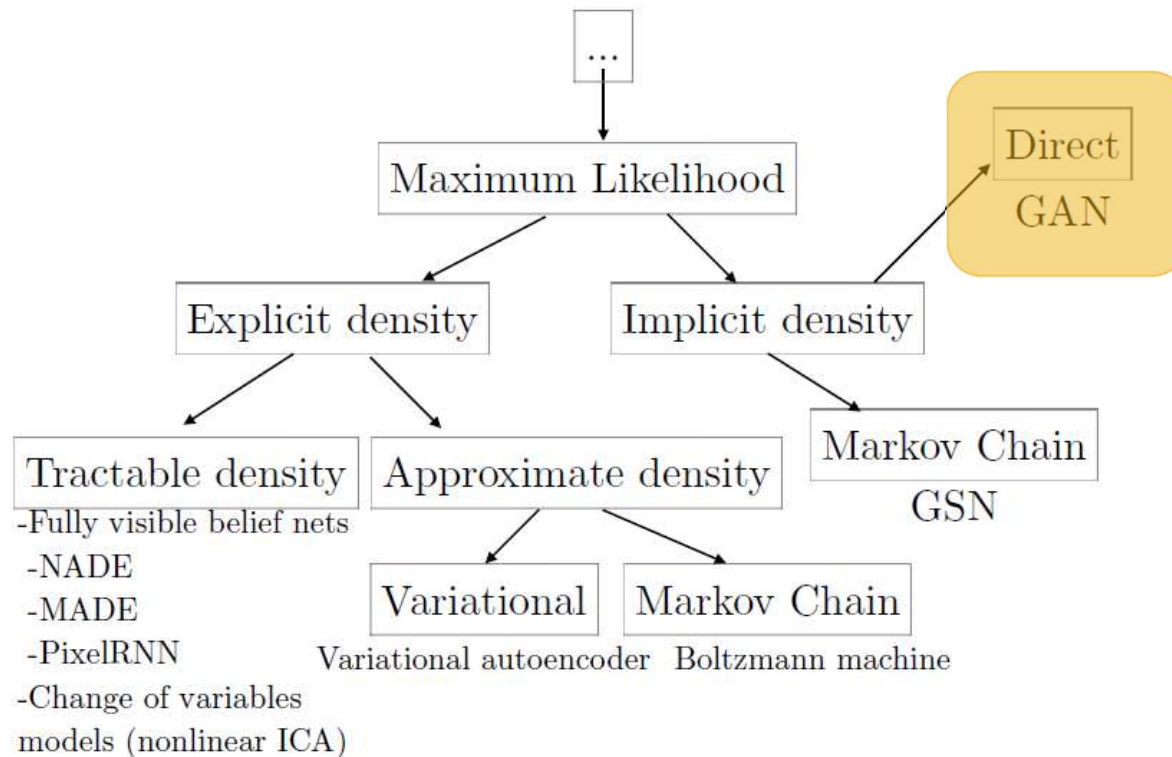 ...
Direct
GAN
Maximum Likelihood
Explicit density
Implicit density
Tractable density
Approximate density
Markov Chain
GSN
-Fully visible belief nets
-NADE
-MADE
-PixelRNN
-Change of variables
models (nonlinear ICA)
Variational
Markov Chain
Variational autoencoder
Boltzmann machine